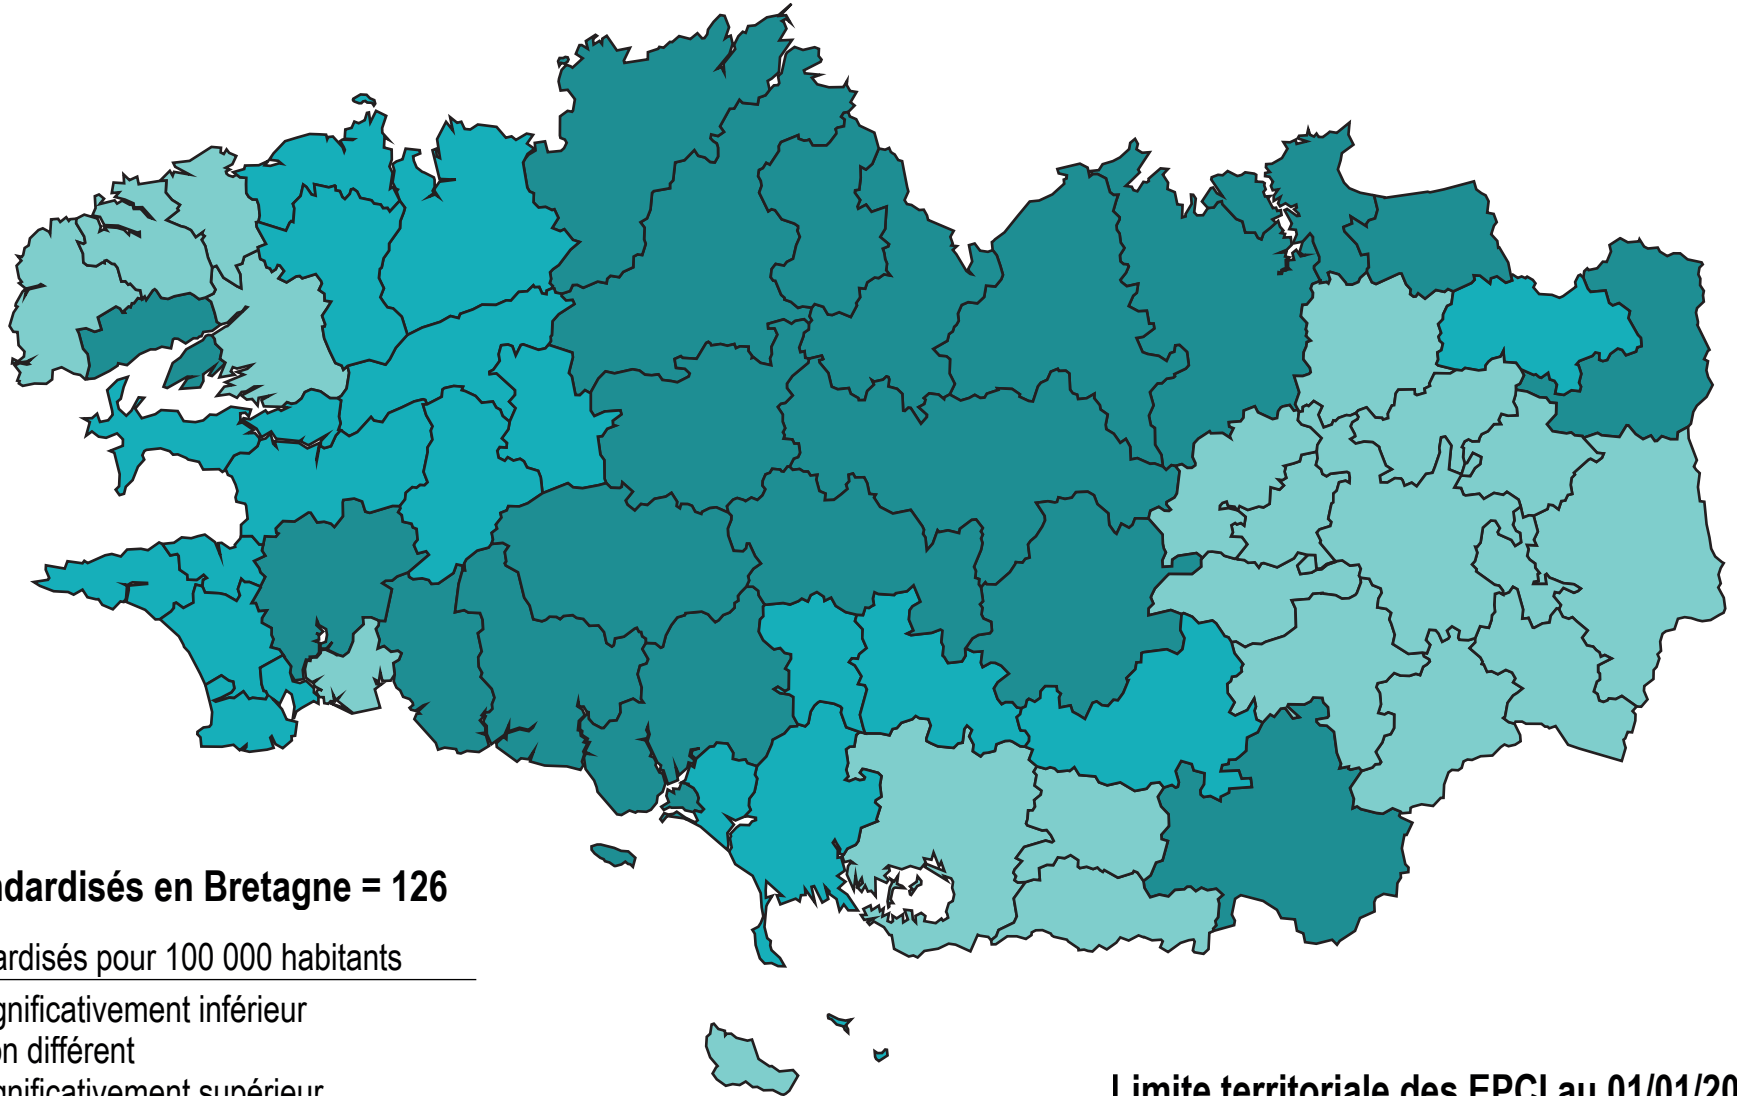 ndardisés en Bretagne = 126
ardisés pour 100 000 habitants
gnificativement inférieur
on différent
gnificativement supérieur
Limite territoriale des EPCI au 01/01/20